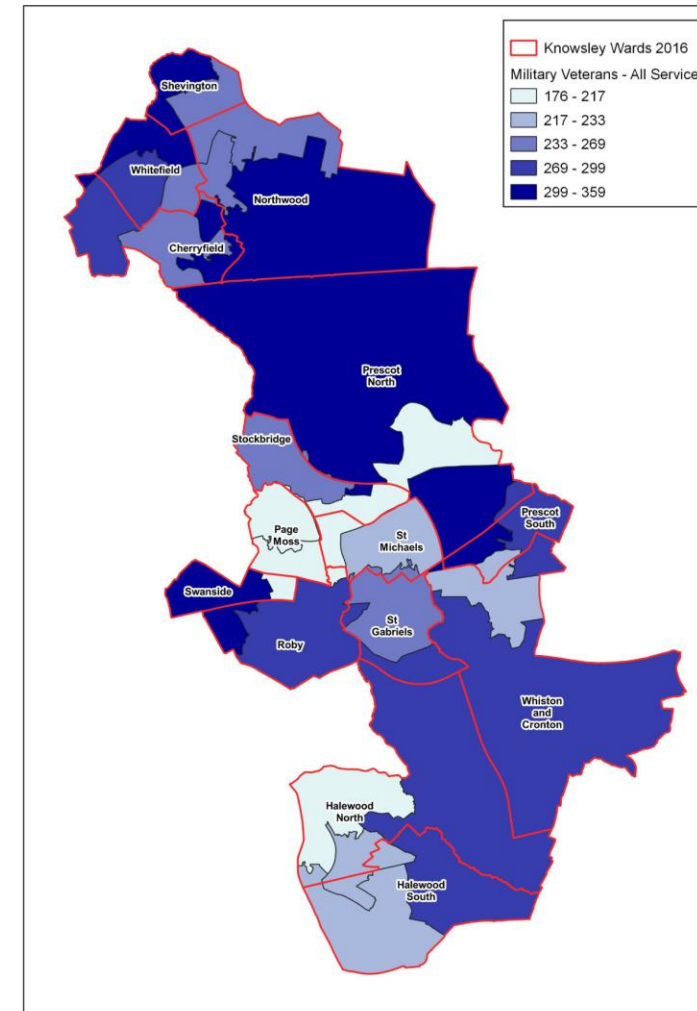 Knowsley Wards 2016
Military Veterans - All Service
176 - 217
217 - 233
233 - 269
269 - 299
299 - 359
Shevington
Whitefield
Northwood
Cherryfield
Prescot
North
Stockbridge
Prescot
South
Page
Moss
St
Michaels
Swanside
St
Gabriels
Roby
Whiston
and
Cronton
Halewood
North
Halewood
South